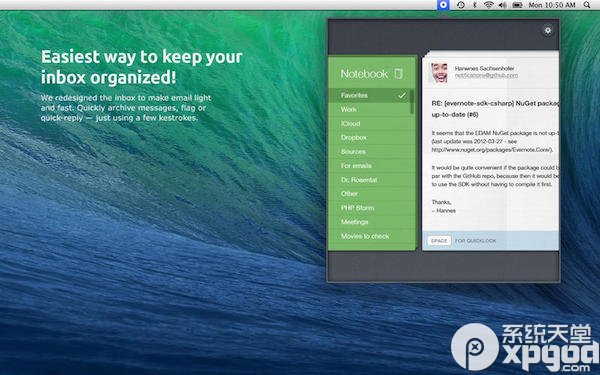 Mon 10:50 AM
Easiest way to keep your
inbox organized!
We redesigned the inbox to make email light
and fast. Quickly archive messages, flag or
quick-reply — just using a few kestrokes.
Notebook
Favorites
Work
iCloud
Dropbox
Sources
For emails
Dr. Rosental
Other
PHP Storm
Meetings
Movies to check
Hannnes Sachsenhofer
notifications@github.com
RE: [evernote-sdk-csharp] NuGet packag
up-to-date (#6)
It seems that the EDAM NuGet package is not up-t
(last update was 2012-03-27 - see
http://www.nuget.org/packages/Evernote.Core/).
It would be quite convenient if the package could b
par with the GitHub repo, because then it would be
to use the SDK without having to compile it first.
Thanks,
– Hannes
SPACE FOR QUICKLOOK
系统天堂
xpgod.com